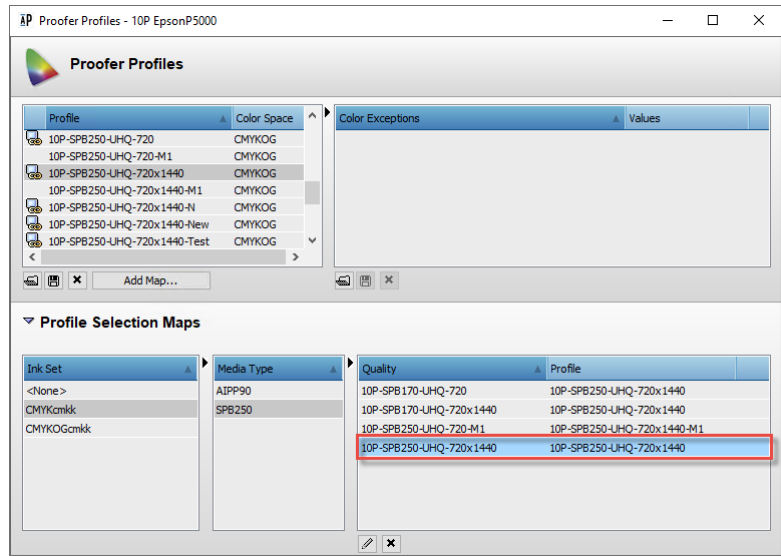 AP Proofer Profiles - 10P EpsonP5000
Proofer Profiles
Profile Color Space Color Exceptions Values
10P-SPB250-UHQ-720 CMYKOG
10P-SPB250-UHQ-720-M1 CMYKOG
10P-SPB250-UHQ-720x1440 CMYKOG
10P-SPB250-UHQ-720x1440-M1 CMYKOG
10P-SPB250-UHQ-720x1440-N CMYKOG
10P-SPB250-UHQ-720x1440-New CMYKOG
10P-SPB250-UHQ-720x1440-Test CMYKOG
Add Map...
Profile Selection Maps
Ink Set Media Type Quality Profile
<None> AIPP90 10P-SPB170-UHQ-720 10P-SPB250-UHQ-720x1440
CMYKcmkk SPB250 10P-SPB170-UHQ-720x1440 10P-SPB250-UHQ-720x1440
CMYKOGcmkk 10P-SPB250-UHQ-720-M1 10P-SPB250-UHQ-720x1440-M1
10P-SPB250-UHQ-720x1440 10P-SPB250-UHQ-720x1440